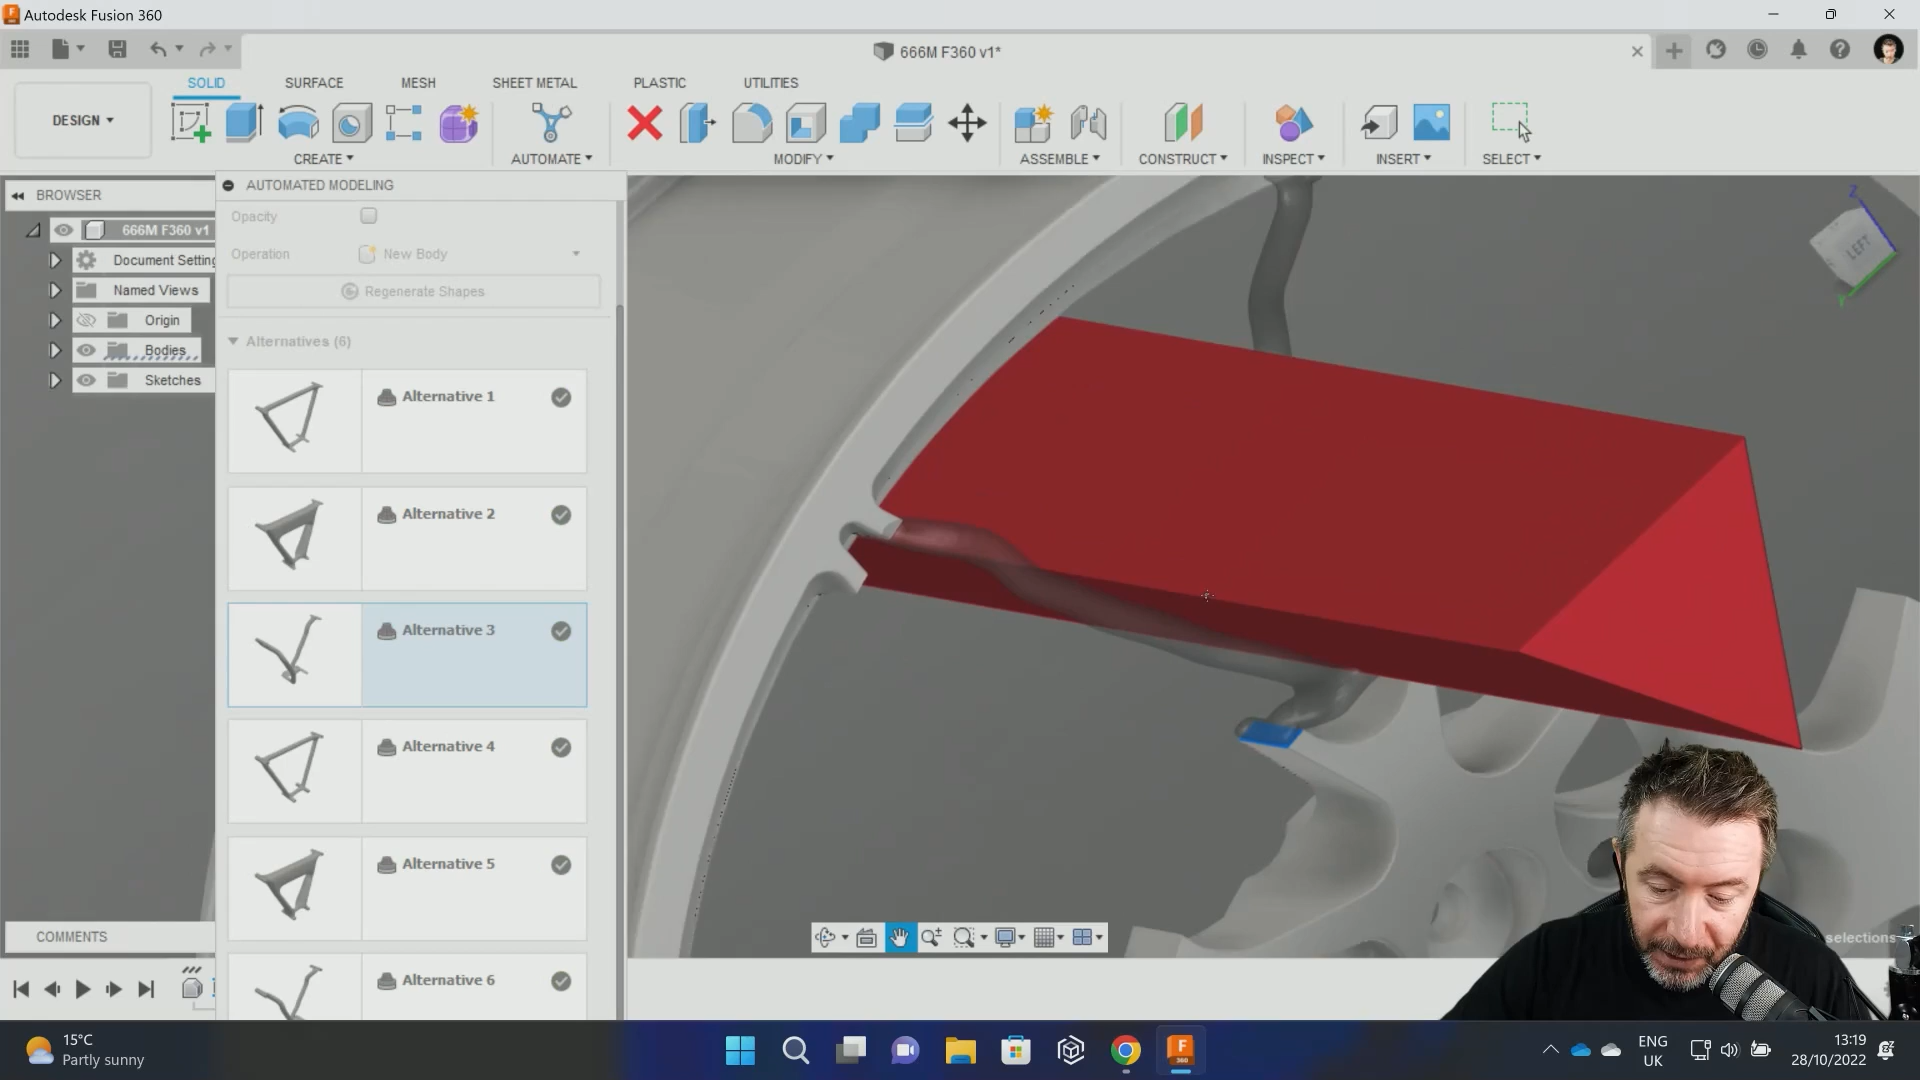 Autodesk Fusion 360
666M F360 v1*
DESIGN
SOLID
SURFACE
MESH
SHEET METAL
PLASTIC
UTILITIES
CREATE
AUTOMATE
MODIFY
ASSEMBLE
CONSTRUCT
INSPECT
INSERT
SELECT
BROWSER
666M F360 v1
Document Setting
Named Views
Origin
Bodies
Sketches
AUTOMATED MODELING
Opacity
Operation
New Body
Regenerate Shapes
Alternatives (6)
Alternative 1
Alternative 2
Alternative 3
Alternative 4
Alternative 5
Alternative 6
Z
LEFT
Y
COMMENTS
selections
15°C
Partly sunny
F
360
ENG
UK
13:19
28/10/2022